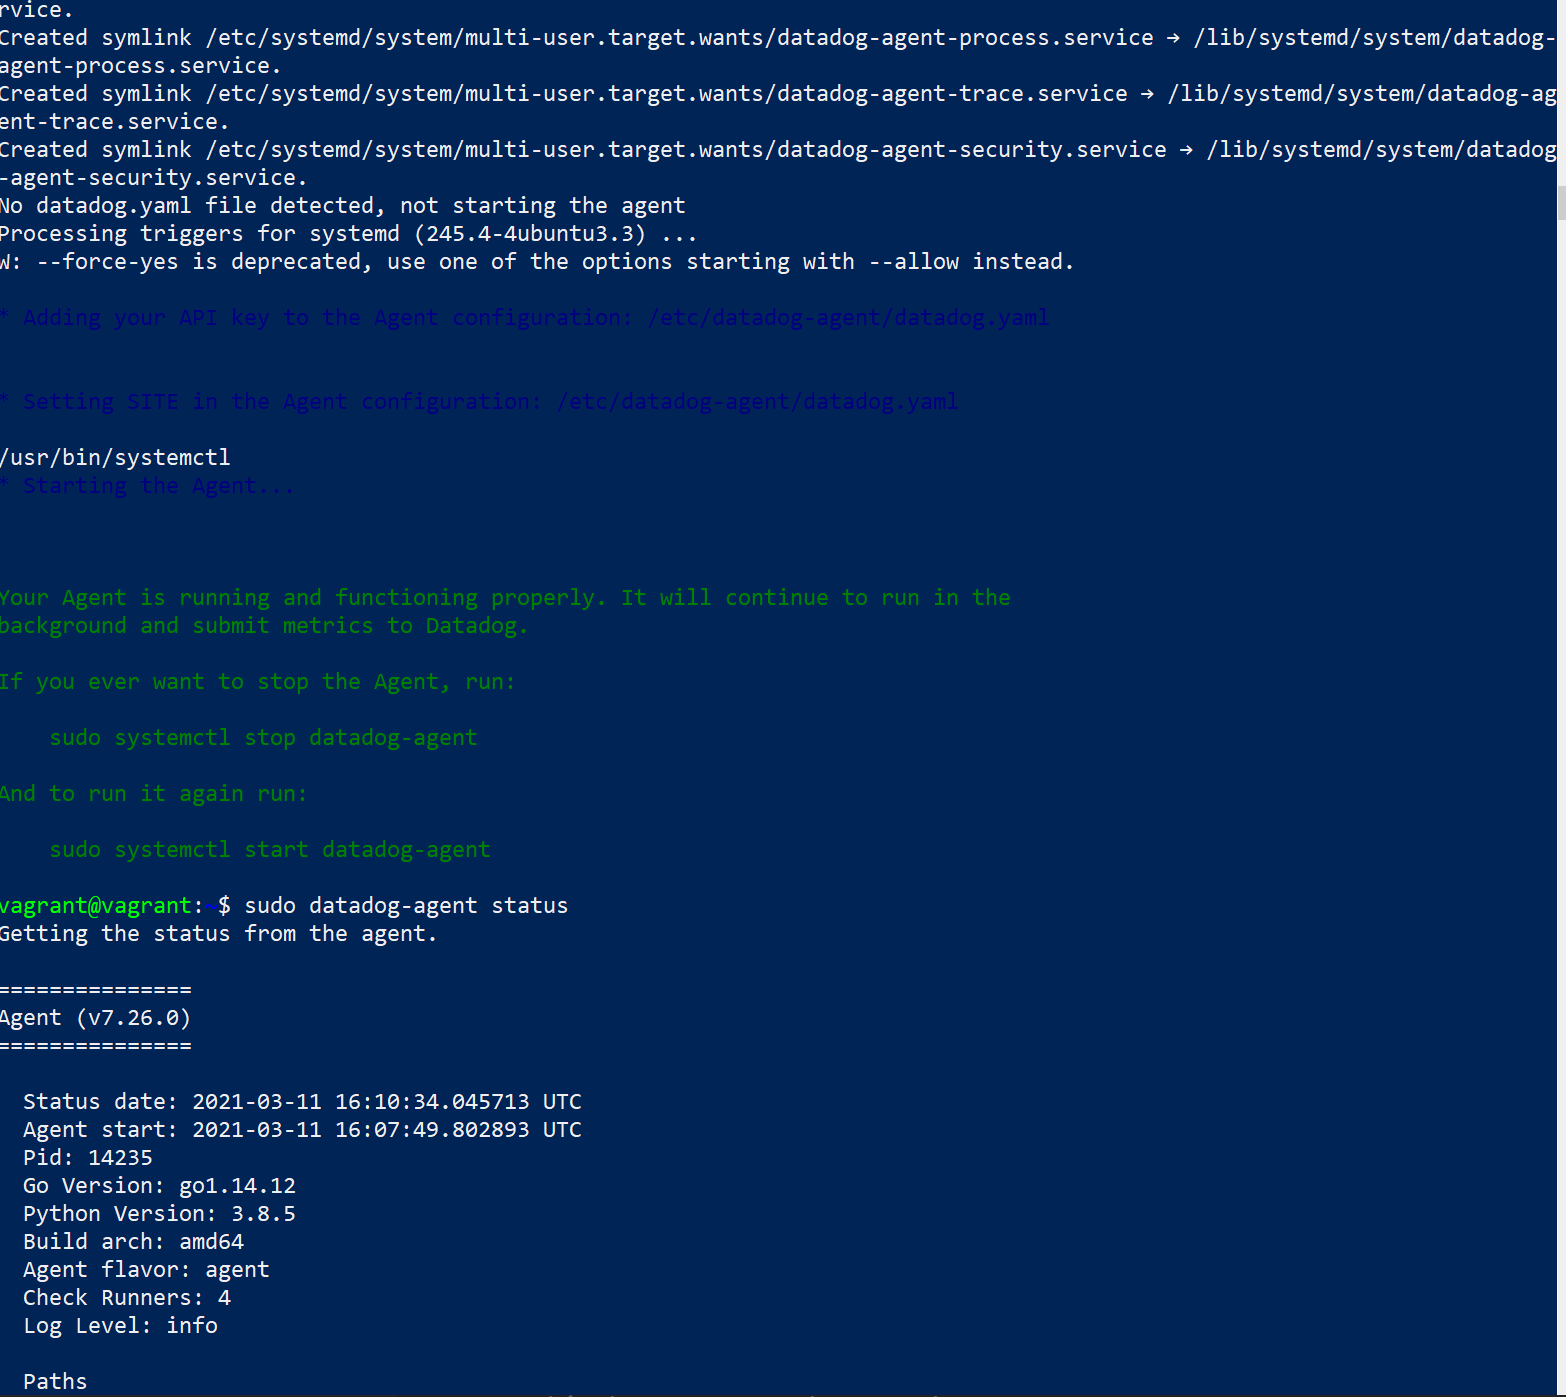 rvice.
Created symlink /etc/systemd/system/multi-user.target.wants/datadog-agent-process.service → /lib/systemd/system/datadog-
agent-process.service.
Created symlink /etc/systemd/system/multi-user.target.wants/datadog-agent-trace.service → /lib/systemd/system/datadog-ag
ent-trace.service.
Created symlink /etc/systemd/system/multi-user.target.wants/datadog-agent-security.service → /lib/systemd/system/datadog
-agent-security.service.
No datadog.yaml file detected, not starting the agent
Processing triggers for systemd (245.4-4ubuntu3.3) ...
W: --force-yes is deprecated, use one of the options starting with --allow instead.
* Adding your API key to the Agent configuration: /etc/datadog-agent/datadog.yaml
* Setting SITE in the Agent configuration: /etc/datadog-agent/datadog.yaml
/usr/bin/systemctl
* Starting the Agent...
Your Agent is running and functioning properly. It will continue to run in the
background and submit metrics to Datadog.
If you ever want to stop the Agent, run:
sudo systemctl stop datadog-agent
And to run it again run:
sudo systemctl start datadog-agent
vagrant@vagrant:~$ sudo datadog-agent status
Getting the status from the agent.
===============
Agent (v7.26.0)
===============
Status date: 2021-03-11 16:10:34.045713 UTC
Agent start: 2021-03-11 16:07:49.802893 UTC
Pid: 14235
Go Version: go1.14.12
Python Version: 3.8.5
Build arch: amd64
Agent flavor: agent
Check Runners: 4
Log Level: info
Paths